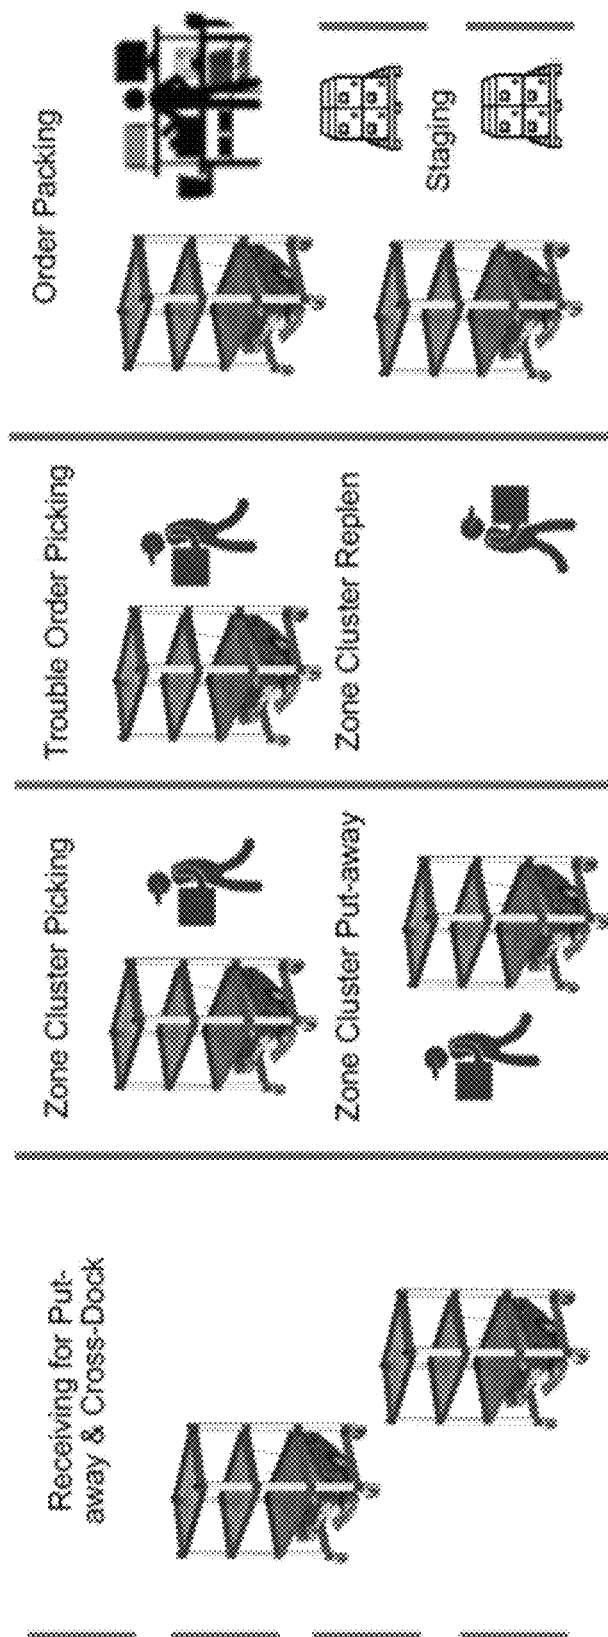 Receiving for Put-
away & Cross-Dock
Zone Cluster Picking
Zone Cluster Put-away
Trouble Order Picking
Zone Cluster Replen
Order Packing
Staging